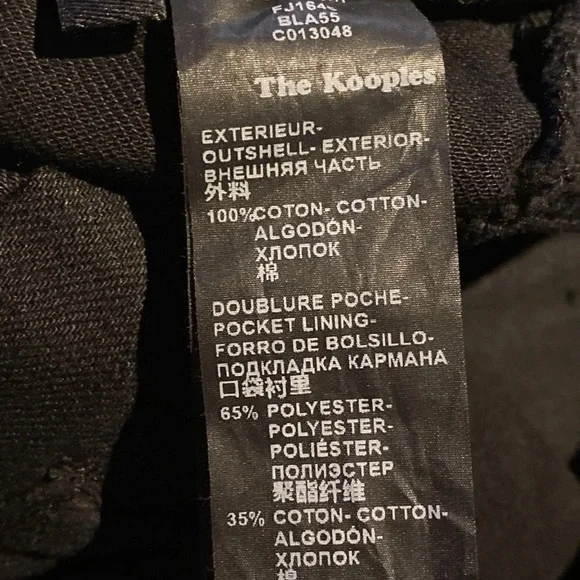 BLA55
C013048
The Kooples
EXTERIEUR-
OUTSHELL- EXTERIOR-
ВНЕШНЯЯ ЧАСТЬ
外料
100%COTON- COTTON-
ALGODÓN-
ХЛОПОК
棉
DOUBLURE POCHE-
POCKET LINING-
FORRO DE BOLSILLO-
ПОДКЛАДКА КАРМАНА
口袋衬里
65% POLYESTER-
POLYESTER-
POLIÉSTER-
ПОЛИЭСТЕР
聚酯纤维
35% COTON- COTTON-
ALGODÓN-
ХЛОПОК
棉